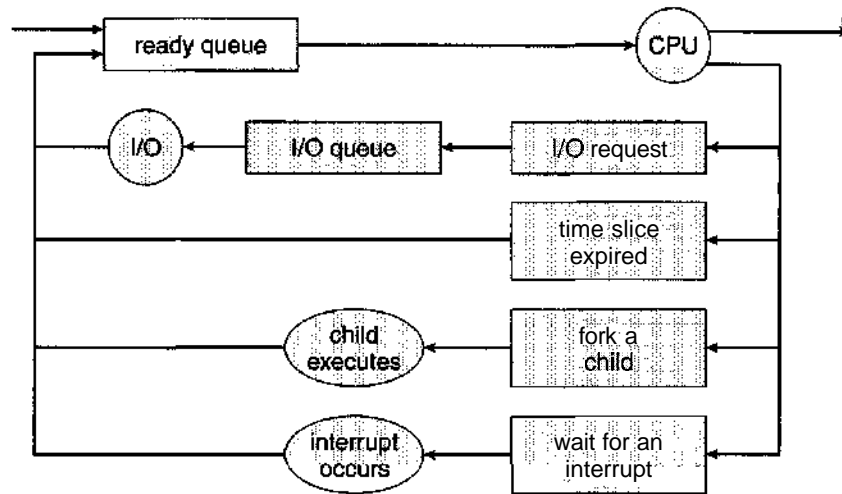 ready queue
CPU
I/O
I/O queue
I/O request
time slice
expired
child
executes
fork a
child
interrupt
occurs
wait for an
interrupt